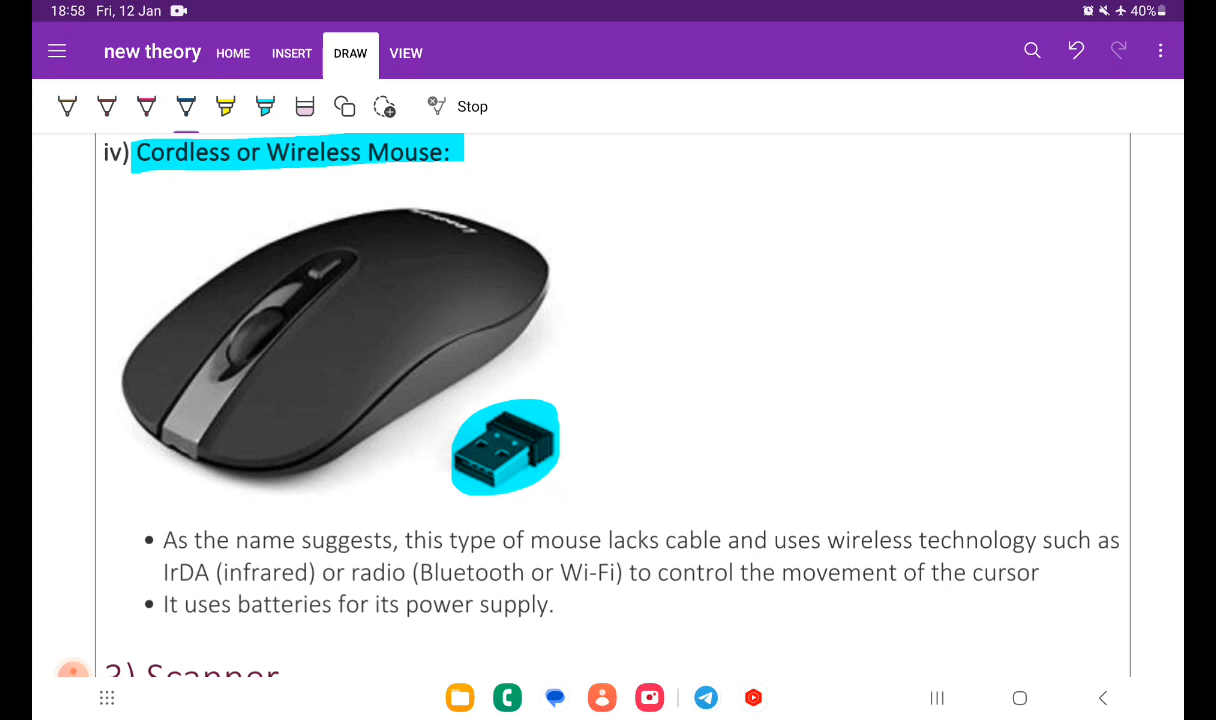 18:58 Fri, 12 Jan
40%
new theory HOME INSERT DRAW VIEW
Stop
iv) Cordless or Wireless Mouse:
• As the name suggests, this type of mouse lacks cable and uses wireless technology such as
IrDA (infrared) or radio (Bluetooth or Wi-Fi) to control the movement of the cursor
• It uses batteries for its power supply.
Scanner